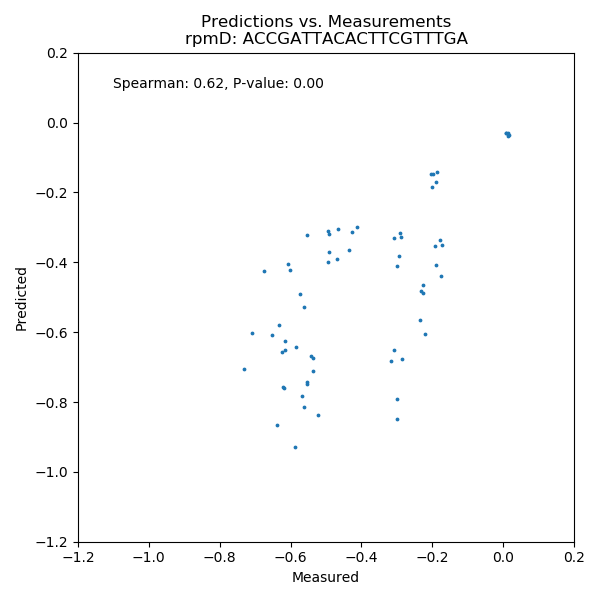 Predictions vs. Measurements
rpmD: ACCGATTACACTTCGTTTGA
Spearman: 0.62, P-value: 0.00
0.2
0.0
−0.2
−0.4
−0.6
−0.8
−1.0
−1.2
Predicted
−1.2 −1.0 −0.8 −0.6 −0.4 −0.2 0.0 0.2
Measured